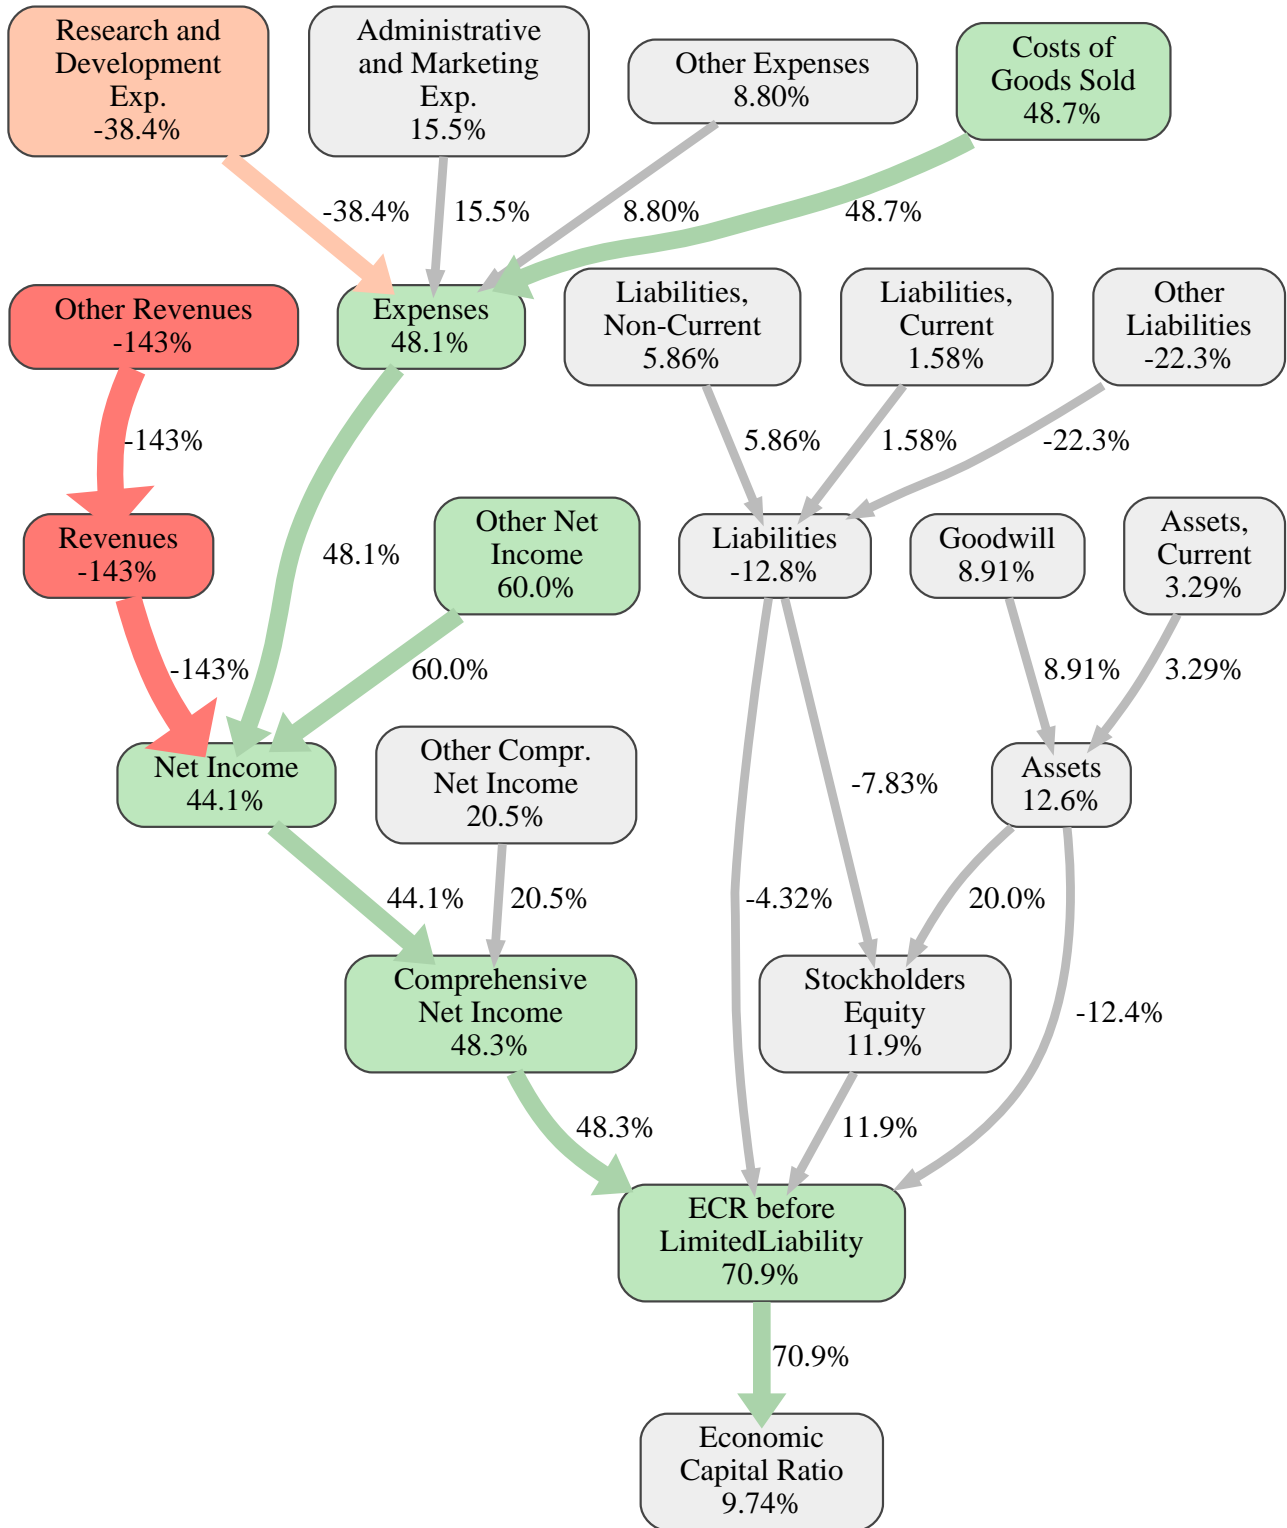 Research and
Development
Exp.
-38.4%
Administrative
and Marketing
Exp.
15.5%
Other Expenses
8.80%
Costs of
Goods Sold
48.7%
-38.4%
15.5%
8.80%
48.7%
Other Revenues
-143%
Expenses
48.1%
Liabilities,
Non-Current
5.86%
Liabilities,
Current
1.58%
Other
Liabilities
-22.3%
-143%
5.86%
1.58%
-22.3%
Revenues
-143%
48.1%
Other Net
Income
60.0%
Liabilities
-12.8%
Goodwill
8.91%
Assets,
Current
3.29%
-143%
60.0%
8.91%
3.29%
Net Income
44.1%
Other Compr.
Net Income
20.5%
-7.83%
Assets
12.6%
44.1%
20.5%
-4.32%
20.0%
Comprehensive
Net Income
48.3%
Stockholders
Equity
11.9%
-12.4%
48.3%
11.9%
ECR before
LimitedLiability
70.9%
70.9%
Economic
Capital Ratio
9.74%